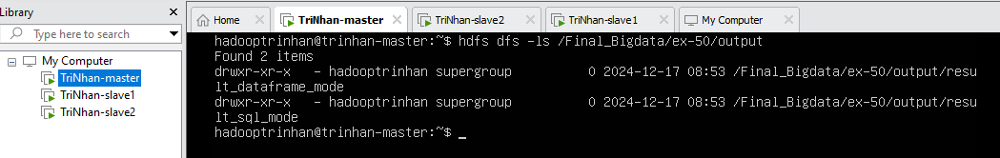 Library
Type here to search
My Computer
TriNhan-master
TriNhan-slave1
TriNhan-slave2
Home
TriNhan-master
TriNhan-slave2
TriNhan-slave1
My Computer
hadooptrinhan@trinhan-master:~$ hdfs dfs -ls /Final_Bigdata/ex-50/output
Found 2 items
drwxr-xr-x   - hadooptrinhan supergroup          0 2024-12-17 08:53 /Final_Bigdata/ex-50/output/resu
lt_dataframe_mode
drwxr-xr-x   - hadooptrinhan supergroup          0 2024-12-17 08:53 /Final_Bigdata/ex-50/output/resu
lt_sql_mode
hadooptrinhan@trinhan-master:~$ _